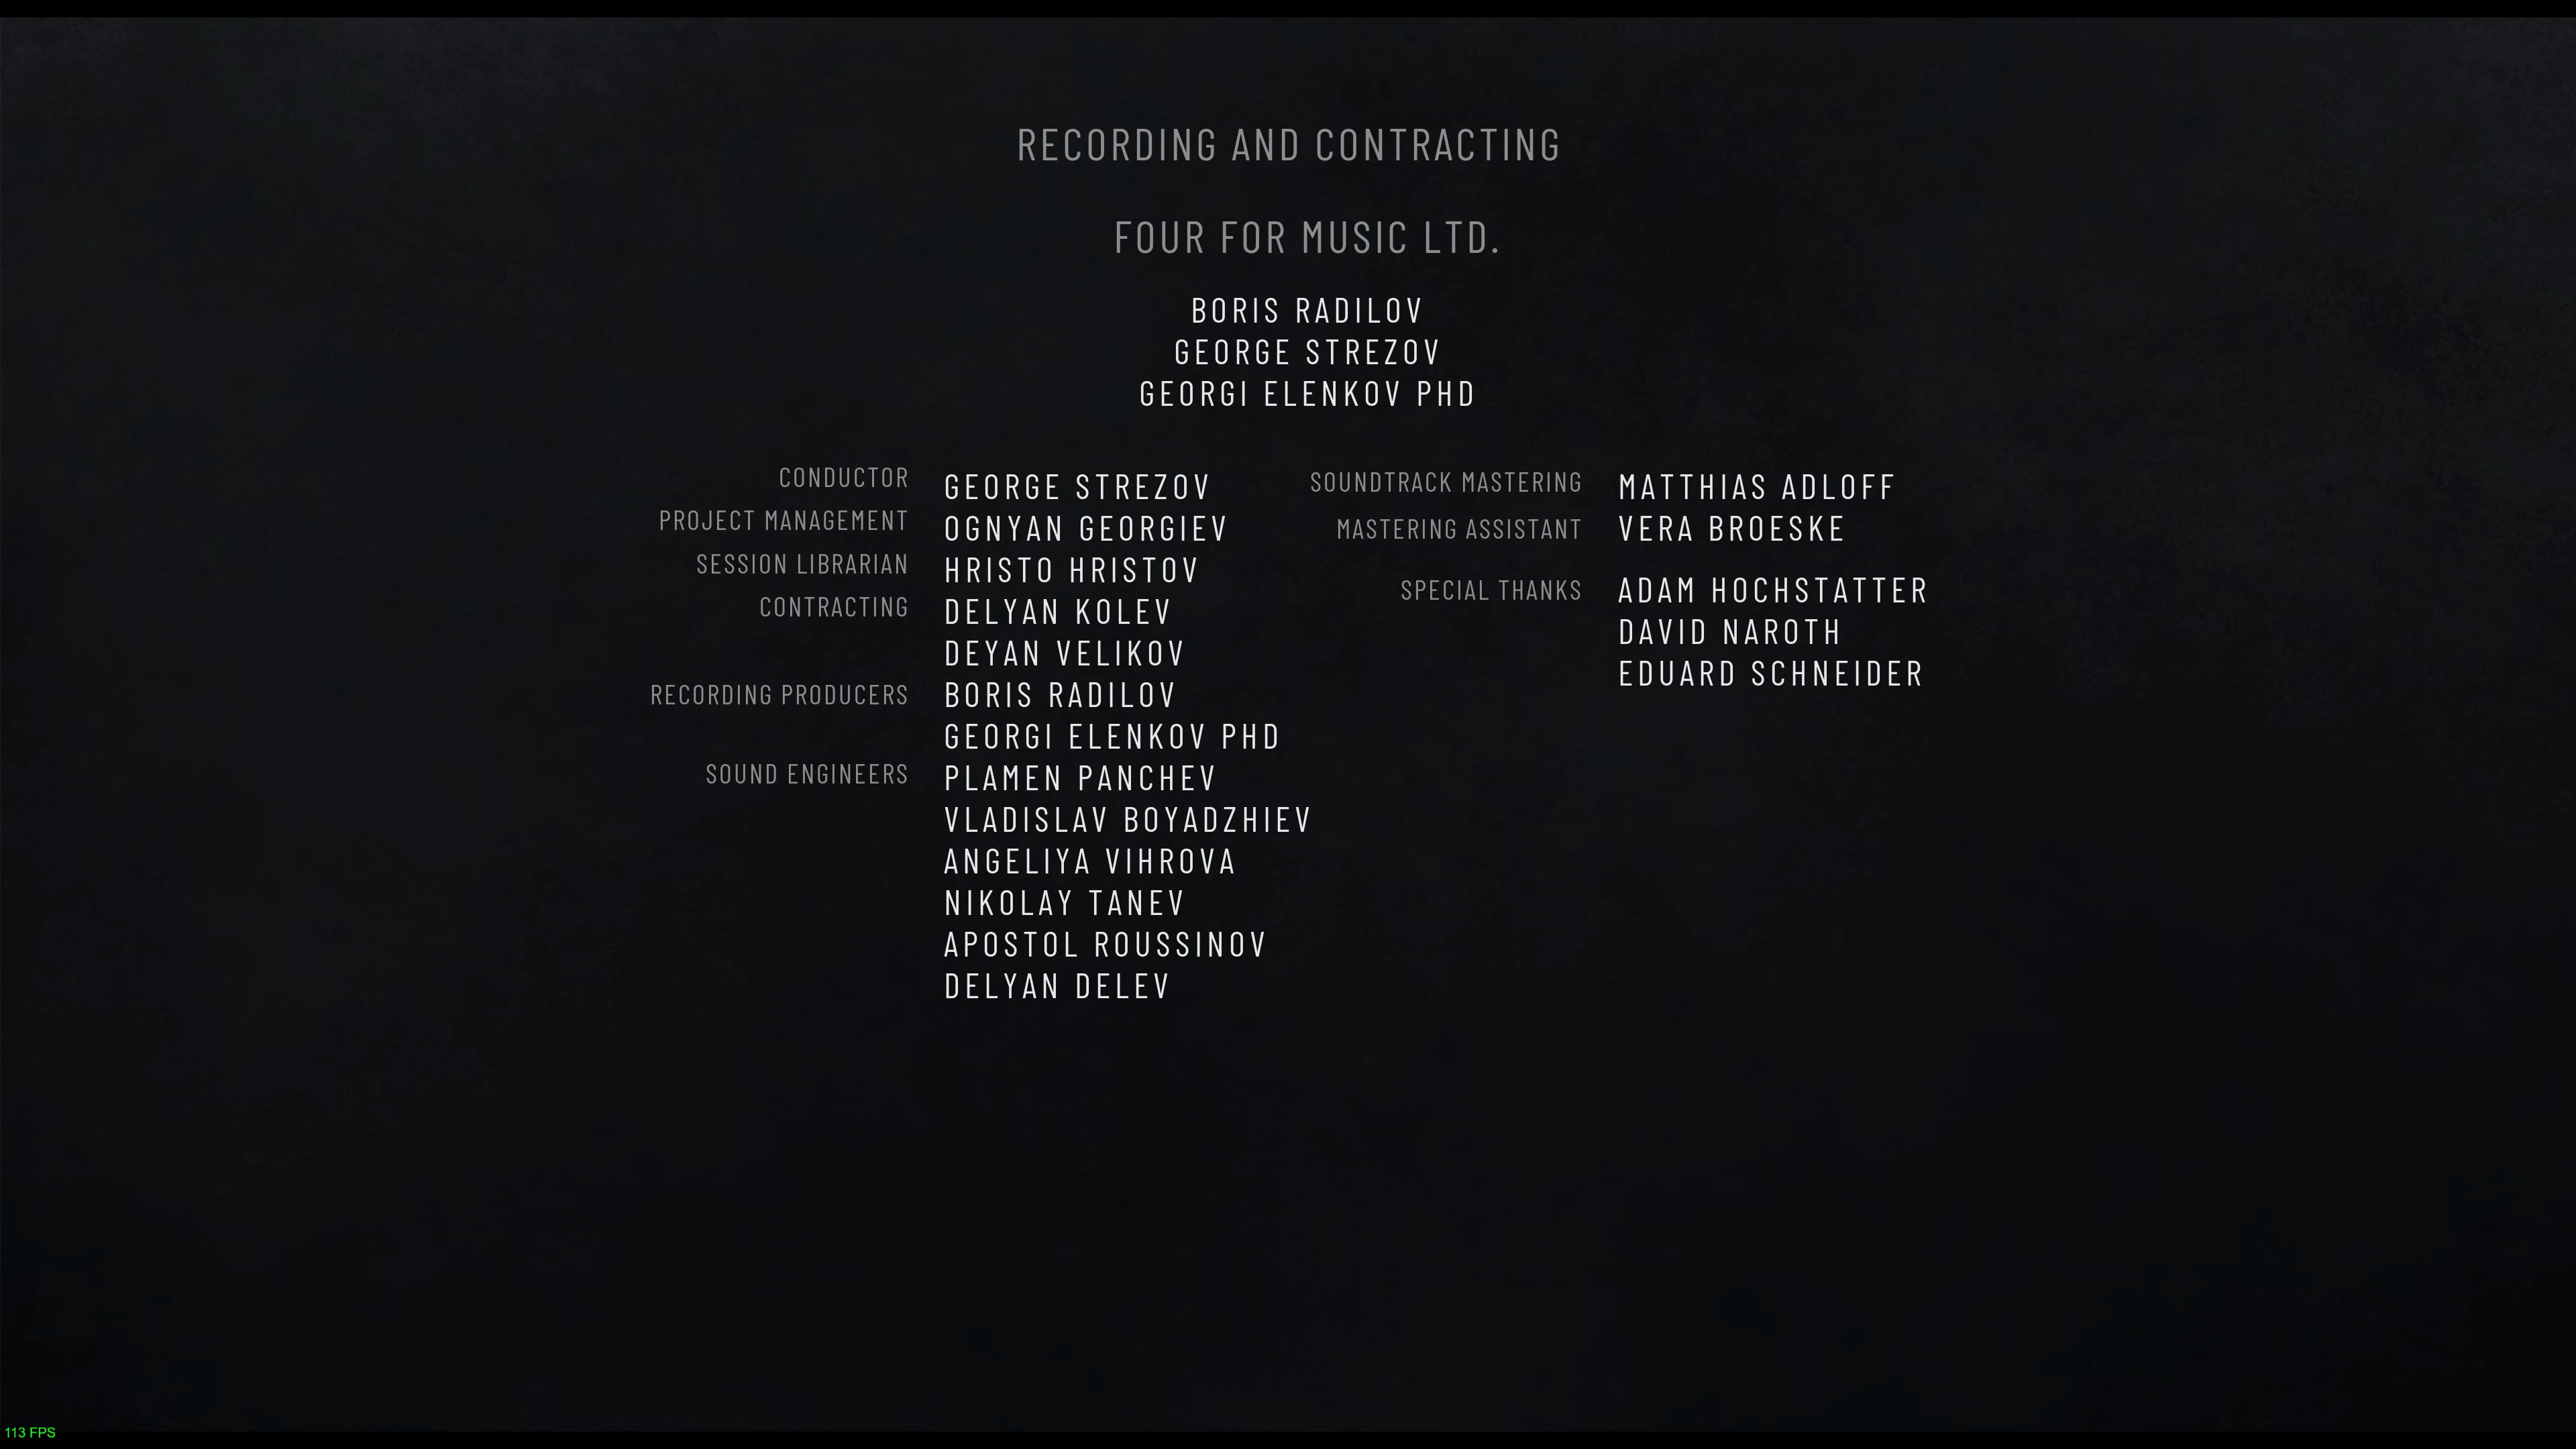 RECORDING AND CONTRACTING
FOUR FOR MUSIC LTD.
BORIS RADILOV
GEORGE STREZOV
GEORGI ELENKOV PHD
CONDUCTOR GEORGE STREZOV
PROJECT MANAGEMENT OGNYAN GEORGIEV
SESSION LIBRARIAN HRISTO HRISTOV
CONTRACTING DELYAN KOLEV
DEYAN VELIKOV
RECORDING PRODUCERS BORIS RADILOV
GEORGI ELENKOV PHD
SOUND ENGINEERS PLAMEN PANCHEV
VLADISLAV BOYADZHIEV
ANGELIYA VIHROVA
NIKOLAY TANEV
APOSTOL ROUSSINOV
DELYAN DELEV
SOUNDTRACK MASTERING MATTHIAS ADLOFF
MASTERING ASSISTANT VERA BROESKE
SPECIAL THANKS ADAM HOCHSTATTER
DAVID NAROTH
EDUARD SCHNEIDER
113 FPS